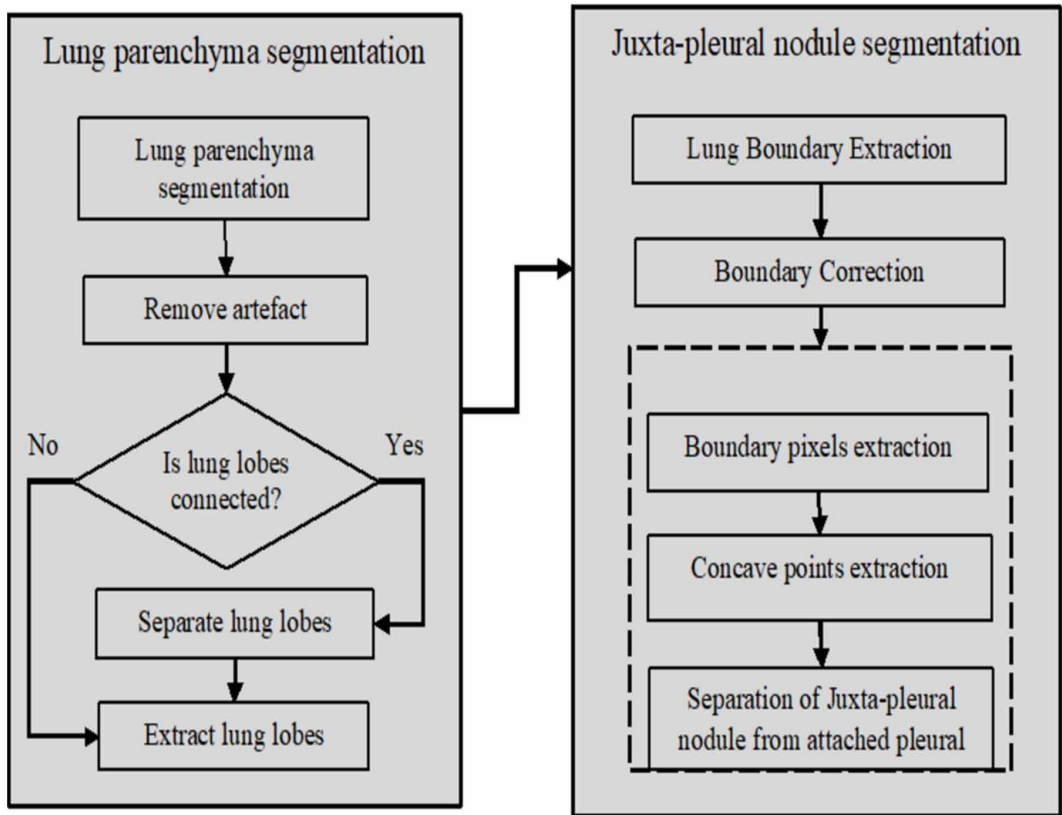 Lung parenchyma segmentation
Lung parenchyma
segmentation
Remove artefact
No
Yes
Is lung lobes
connected?
Separate lung lobes
Extract lung lobes
Juxta-pleural nodule segmentation
Lung Boundary Extraction
Boundary Correction
Boundary pixels extraction
Concave points extraction
Separation of Juxta-pleural
nodule from attached pleural